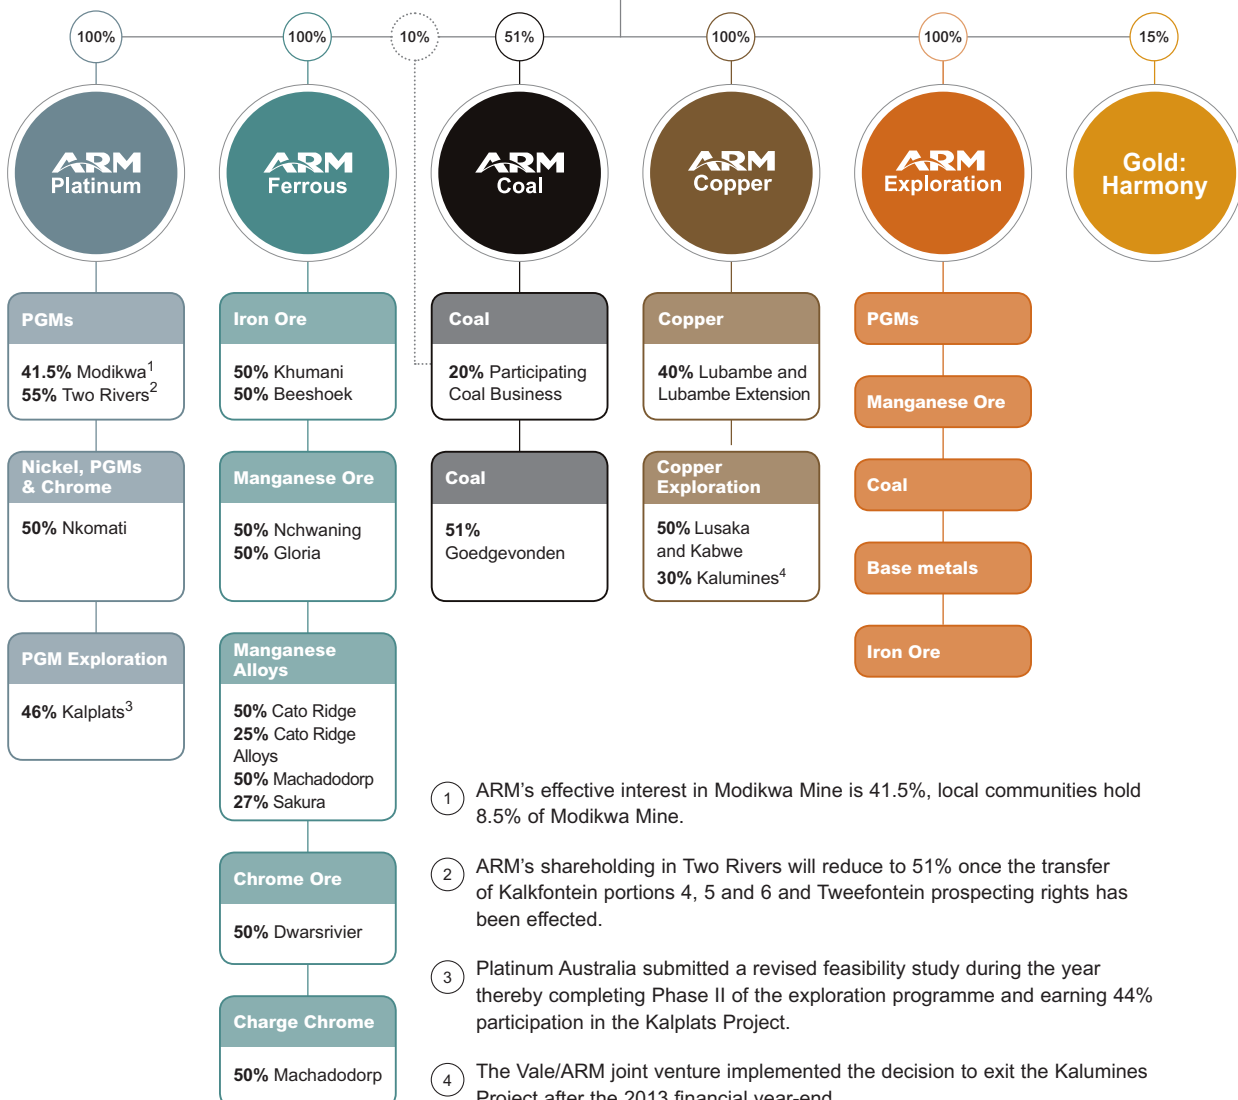 100%
100%
10%
51%
100%
100%
15%
ARM
Platinum
ARM
Ferrous
ARM
Coal
ARM
Copper
ARM
Exploration
Gold:
Harmony
PGMs
41.5% Modikwa1
55% Two Rivers2
Nickel, PGMs
& Chrome
50% Nkomati
PGM Exploration
46% Kalplats3
Iron Ore
50% Khumani
50% Beeshoek
Manganese Ore
50% Nchwaning
50% Gloria
Manganese
Alloys
50% Cato Ridge
25% Cato Ridge
Alloys
50% Machadodorp
27% Sakura
Chrome Ore
50% Dwarsrivier
Charge Chrome
50% Machadodorp
Coal
20% Participating
Coal Business
Coal
51%
Goedgevonden
Copper
40% Lubambe and
Lubambe Extension
Copper
Exploration
50% Lusaka
and Kabwe
30% Kalumines4
PGMs
Manganese Ore
Coal
Base metals
Iron Ore
1 ARM's effective interest in Modikwa Mine is 41.5%, local communities hold
8.5% of Modikwa Mine.
2 ARM's shareholding in Two Rivers will reduce to 51% once the transfer
of Kalkfontein portions 4, 5 and 6 and Tweefontein prospecting rights has
been effected.
3 Platinum Australia submitted a revised feasibility study during the year
thereby completing Phase II of the exploration programme and earning 44%
participation in the Kalplats Project.
4 The Vale/ARM joint venture implemented the decision to exit the Kalumines
Project after the 2013 financial year-end